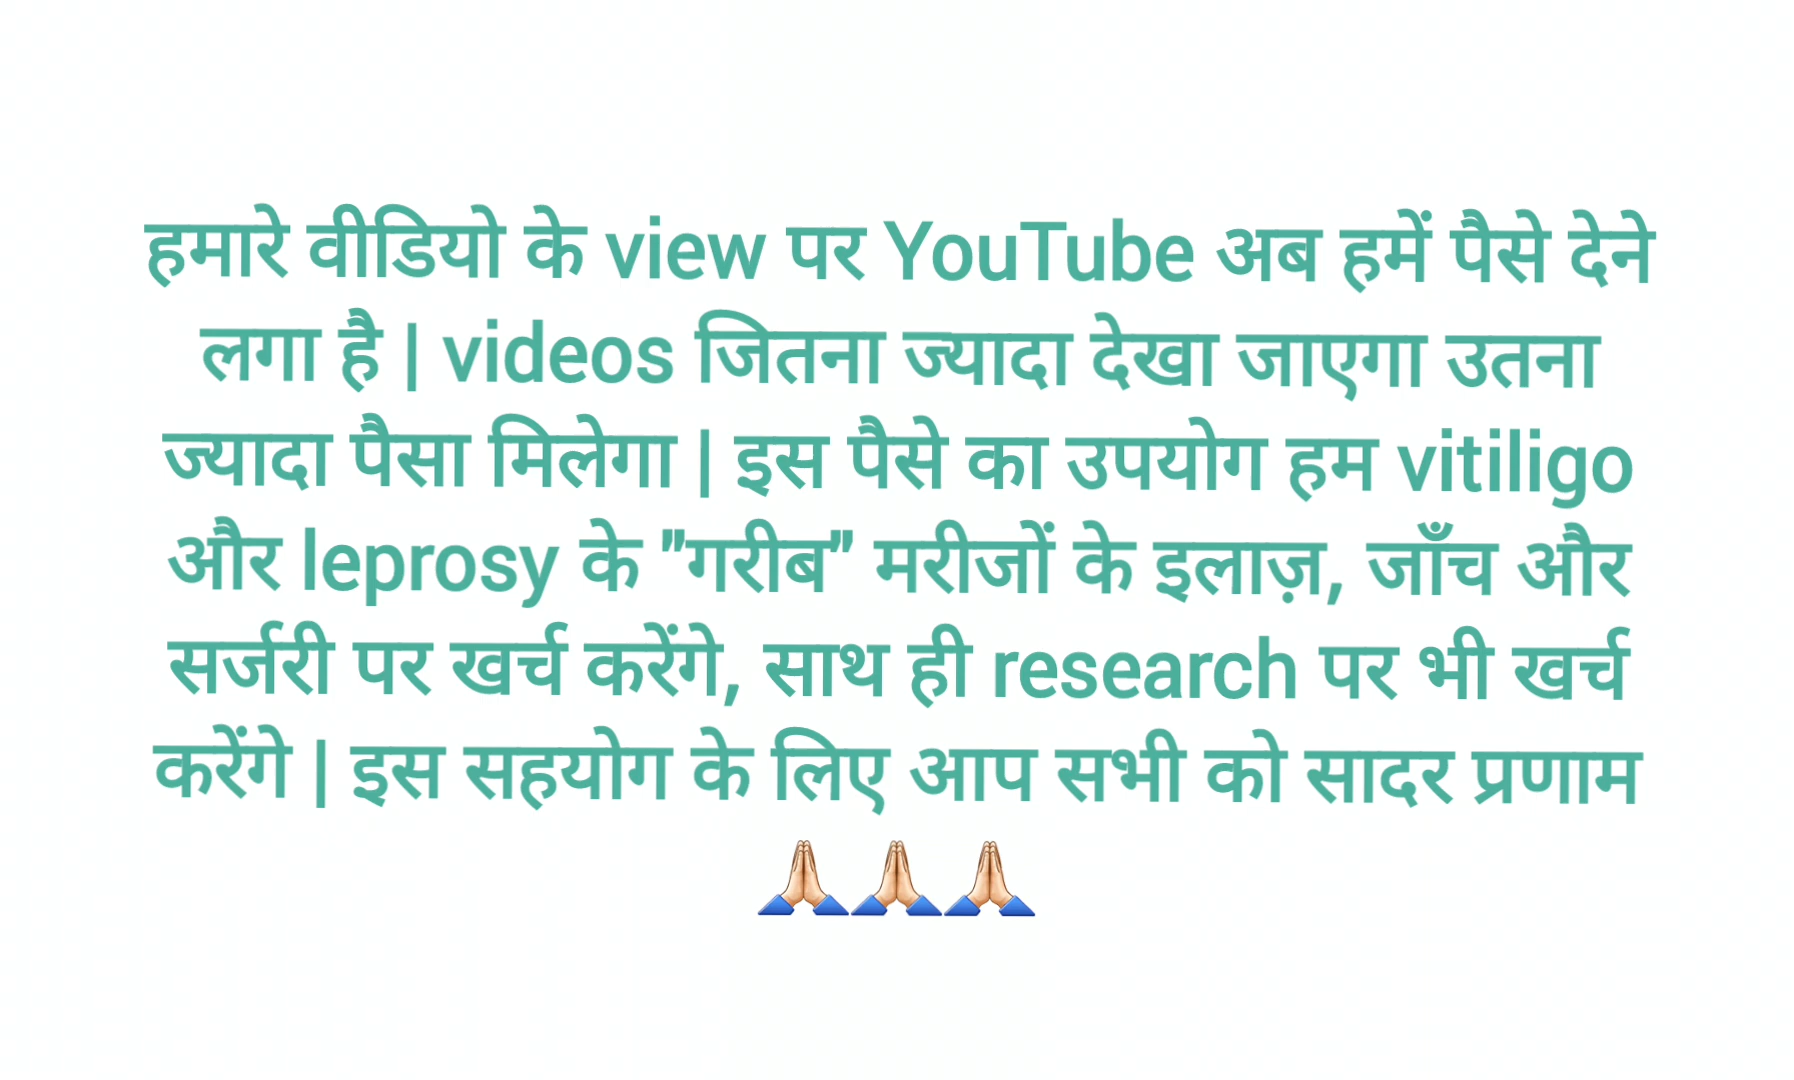 हमारे वीडियो के view पर YouTube अब हमें पैसे देने
लगा है | videos जितना ज्यादा देखा जाएगा उतना
ज्यादा पैसा मिलेगा | इस पैसे का उपयोग हम vitiligo
और leprosy के "गरीब" मरीजों के इलाज़, जाँच और
सर्जरी पर खर्च करेंगे, साथ ही research पर भी खर्च
करेंगे | इस सहयोग के लिए आप सभी को सादर प्रणाम
🙏🏻🙏🏻🙏🏻